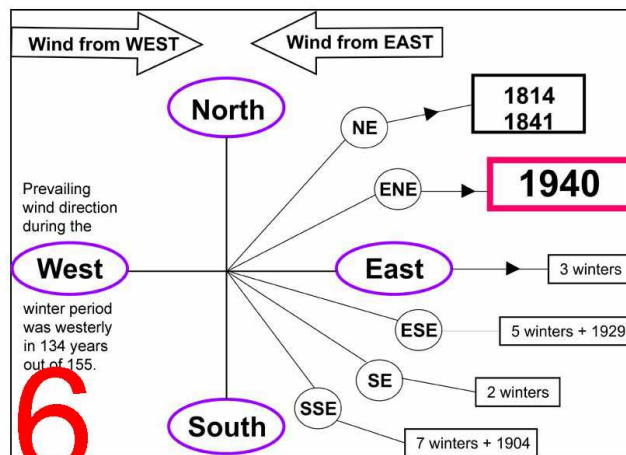 Wind from WEST
Wind from EAST
North
NE
1814
1841
ENE
1940
Prevailing
wind direction
during the
West
East
3 winters
winter period
was westerly
in 134 years
out of 155.
ESE
5 winters + 1929
SE
2 winters
SSE
7 winters + 1904
South
6